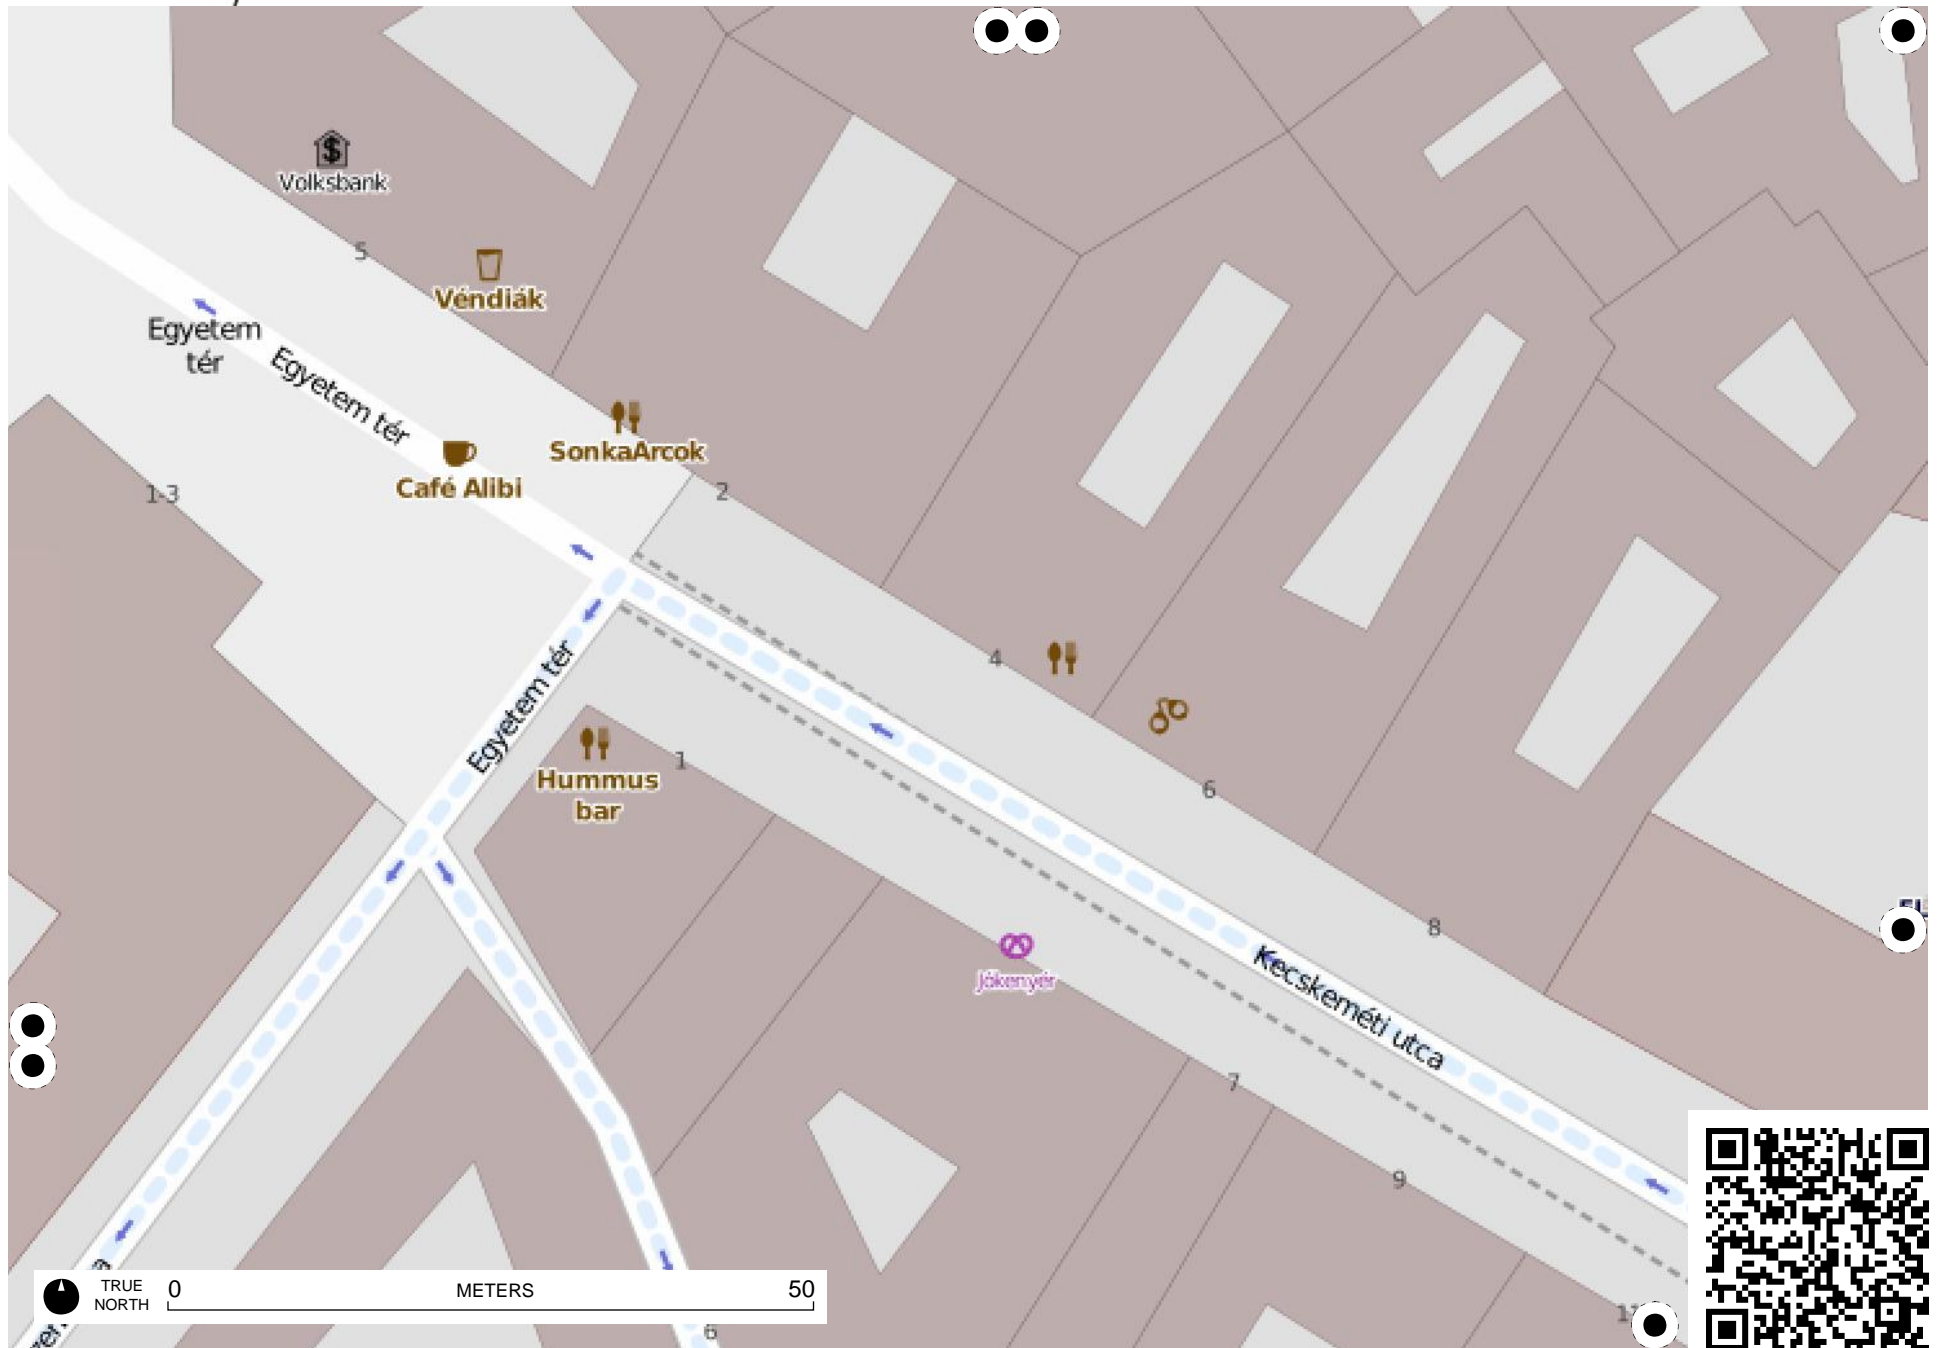 Volksbank
5
Véndiák
Egyetem
tér
Egyetem tér
SonkaArcok
Café Alibi
1-3
2
Egyetem tér
4
Hummus
bar
1
6
8
Jókenyér
Kecskeméti utca
7
9
TRUE
NORTH
0
METERS
50
6